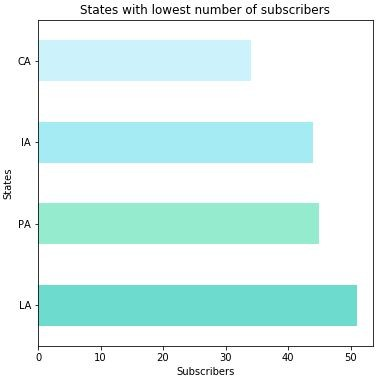 States with lowest number of subscribers
CA
IA
PA
LA
States
0 10 20 30 40 50
Subscribers